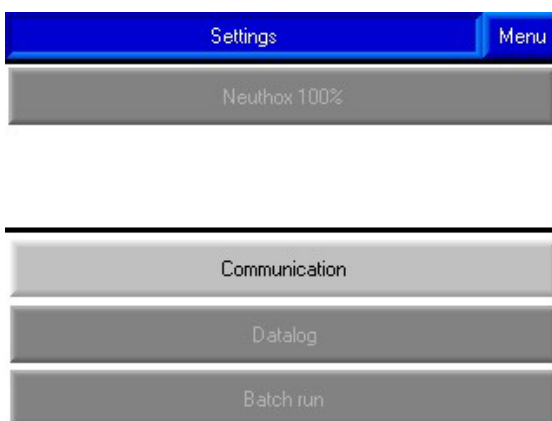 Settings
Menu
Neuthox 100%
Communication
Datalog
Batch run